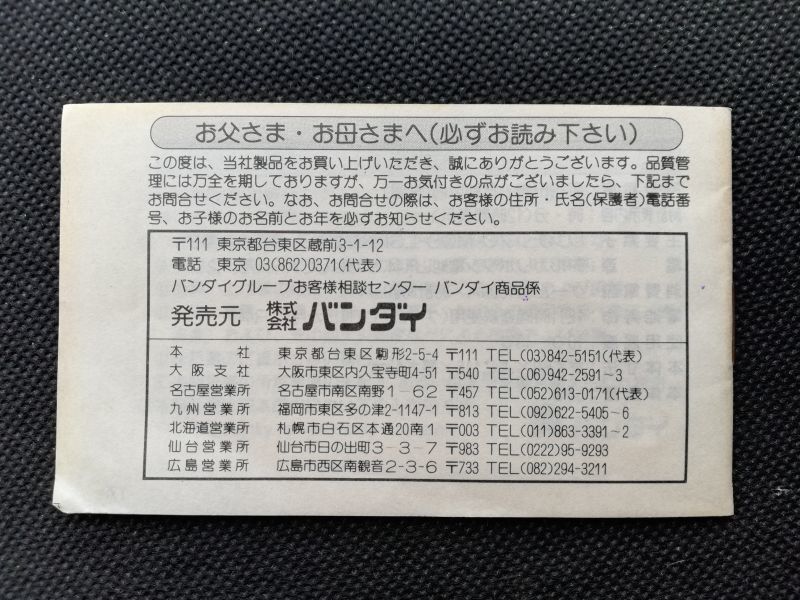 お父さま・お母さまへ(必ずお読み下さい)
この度は、当社製品をお買い上げいただき、誠にありがとうございます。品質管
理には万全を期しておりますが、万一お気付きの点がございましたら、下記まで
お問合せください。なお、お問合せの際は、お客様の住所・氏名(保護者)電話番
号、お子様のお名前とお年を必ずお知らせください。
〒111 東京都台東区蔵前3-1-12
電話 東京 03(862)0371(代表)
バンダイグループお客様相談センター バンダイ商品係
発売元 株式会社 バンダイ
本社 東京都台東区駒形2-5-4 〒111 TEL(03)842-5151(代表)
大阪支社 大阪市東区内久宝寺町4-51 〒540 TEL(06)942-2591~3
名古屋営業所 名古屋市南区南野1-62 〒457 TEL(052)613-0171(代表)
九州営業所 福岡市東区多の津2-1147-1 〒813 TEL(092)622-5405~6
北海道営業所 札幌市白石区本通20南1 〒003 TEL(011)863-3391~2
仙台営業所 仙台市日の出町3-3-7 〒983 TEL(0222)95-9293
広島営業所 広島市西区南観音2-3-6 〒733 TEL(082)294-3211